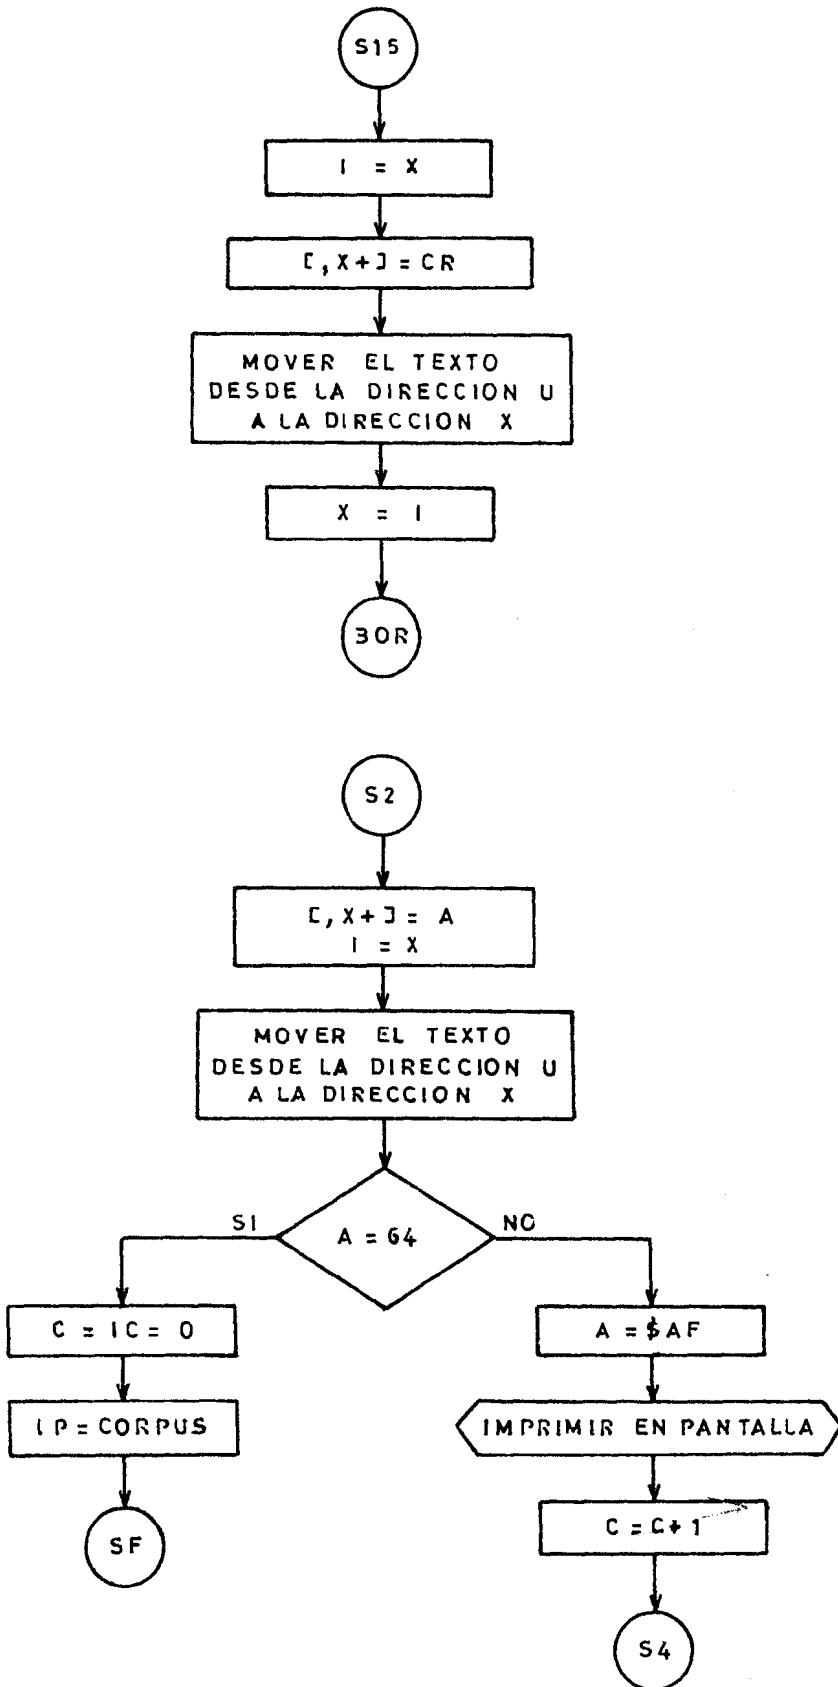 S15
I = X
[,X+]=CR
MOVER EL TEXTO
DESDE LA DIRECCION U
A LA DIRECCION X
X = I
BOR
S2
[,X+]= A
I = X
MOVER EL TEXTO
DESDE LA DIRECCION U
A LA DIRECCION X
SI
A = 64
NO
C = IC= 0
A = $AF
IP=CORPUS
IMPRIMIR EN PANTALLA
C = C+1
SF
S4